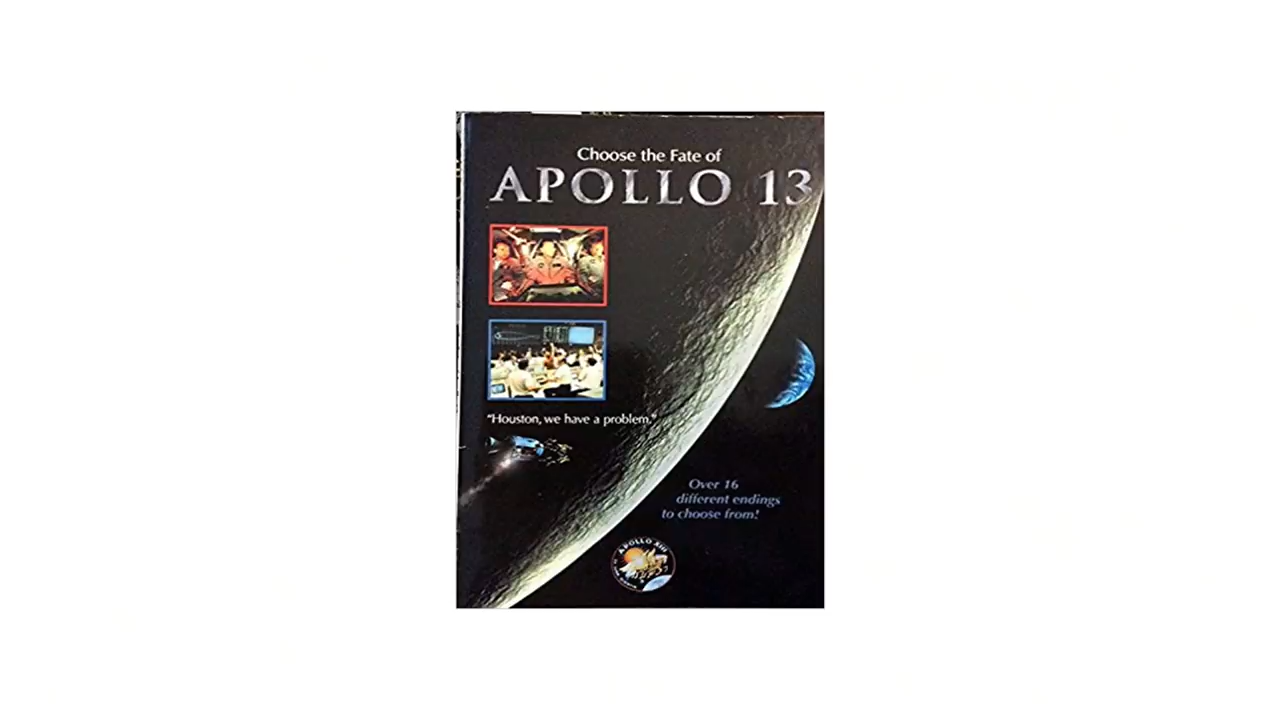 Choose the Fate of
APOLLO 13
"Houston, we have a problem."
Over 16
different endings
to choose from!
APOLLO XIII